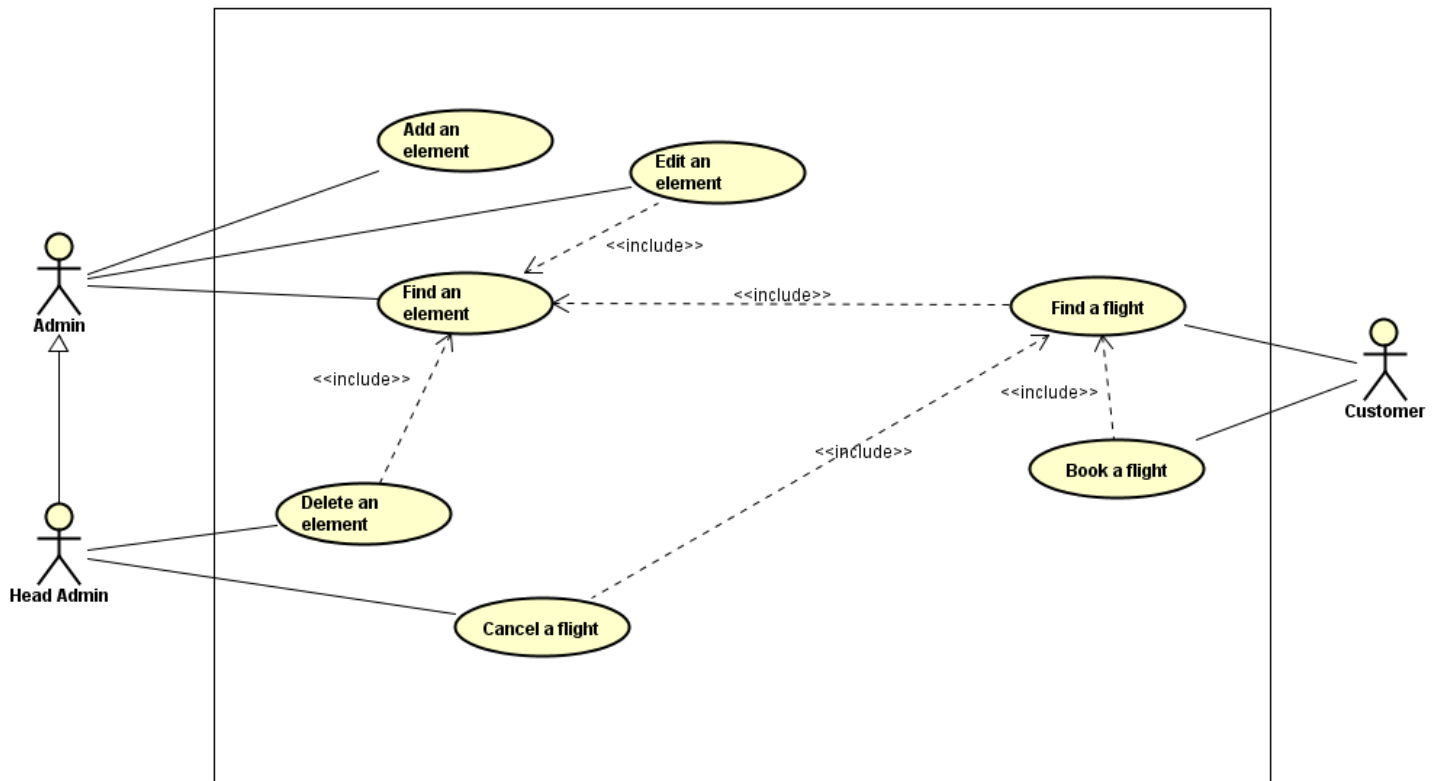 Add an
element
Edit an
element
<<include>>
Admin
Find an
element
<<include>>
Find a flight
<<include>>
<<include>>
Customer
<<include>>
Book a flight
Delete an
element
Head Admin
Cancel a flight